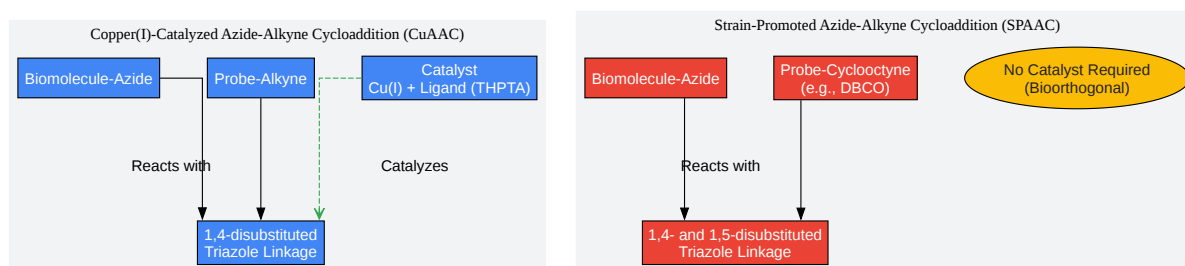 Copper(I)-Catalyzed Azide-Alkyne Cycloaddition (CuAAC)
Biomolecule-Azide
Probe-Alkyne
Catalyst
Cu(I) + Ligand (THPTA)
Reacts with
Catalyzes
1,4-disubstituted
Triazole Linkage
Strain-Promoted Azide-Alkyne Cycloaddition (SPAAC)
Biomolecule-Azide
Probe-Cyclooctyne
(e.g., DBCO)
No Catalyst Required
(Bioorthogonal)
Reacts with
1,4- and 1,5-disubstituted
Triazole Linkage